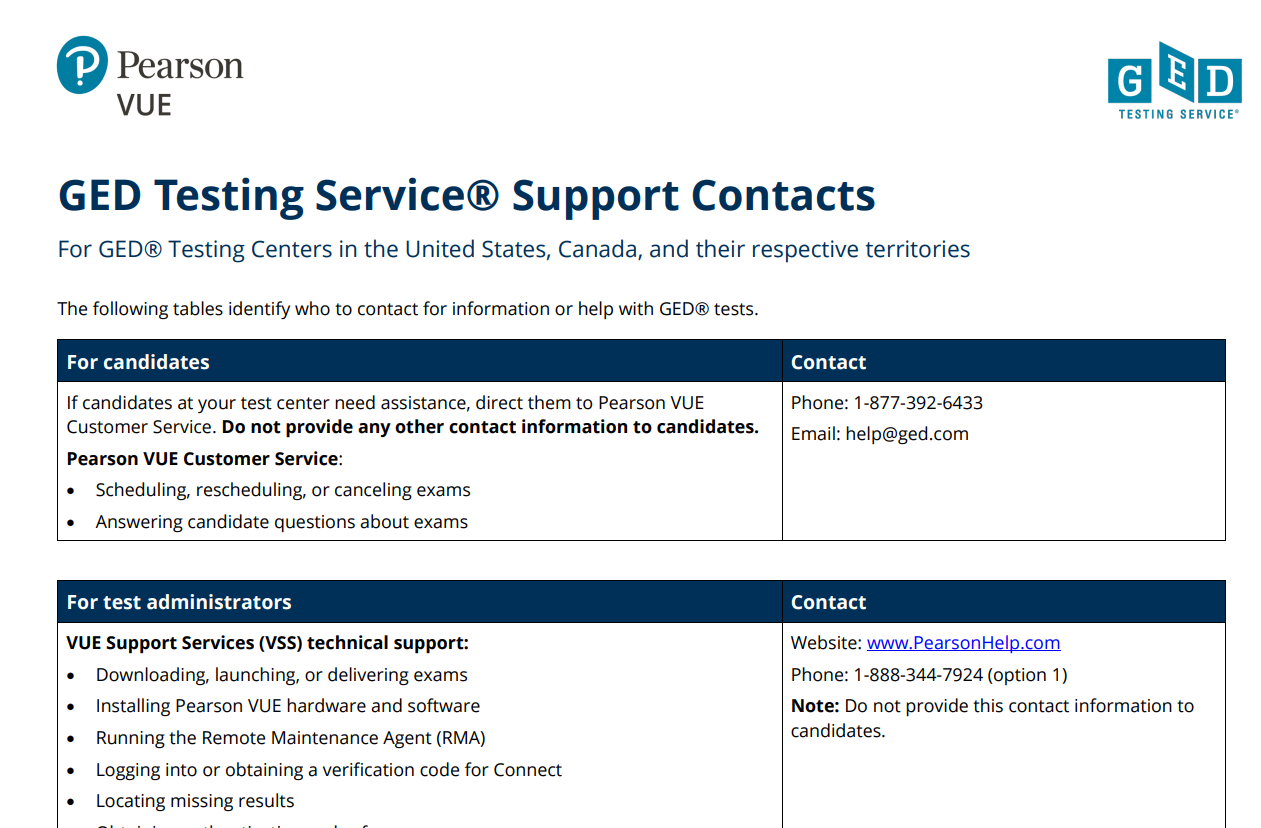 Pearson
VUE
GED
TESTING SERVICE®
GED Testing Service® Support Contacts
For GED® Testing Centers in the United States, Canada, and their respective territories
The following tables identify who to contact for information or help with GED® tests.
For candidates
Contact
If candidates at your test center need assistance, direct them to Pearson VUE
Customer Service. Do not provide any other contact information to candidates.
Pearson VUE Customer Service:
• Scheduling, rescheduling, or canceling exams
• Answering candidate questions about exams
Phone: 1-877-392-6433
Email: help@ged.com
For test administrators
Contact
VUE Support Services (VSS) technical support:
• Downloading, launching, or delivering exams
• Installing Pearson VUE hardware and software
• Running the Remote Maintenance Agent (RMA)
• Logging into or obtaining a verification code for Connect
• Locating missing results
Website: www.PearsonHelp.com
Phone: 1-888-344-7924 (option 1)
Note: Do not provide this contact information to
candidates.